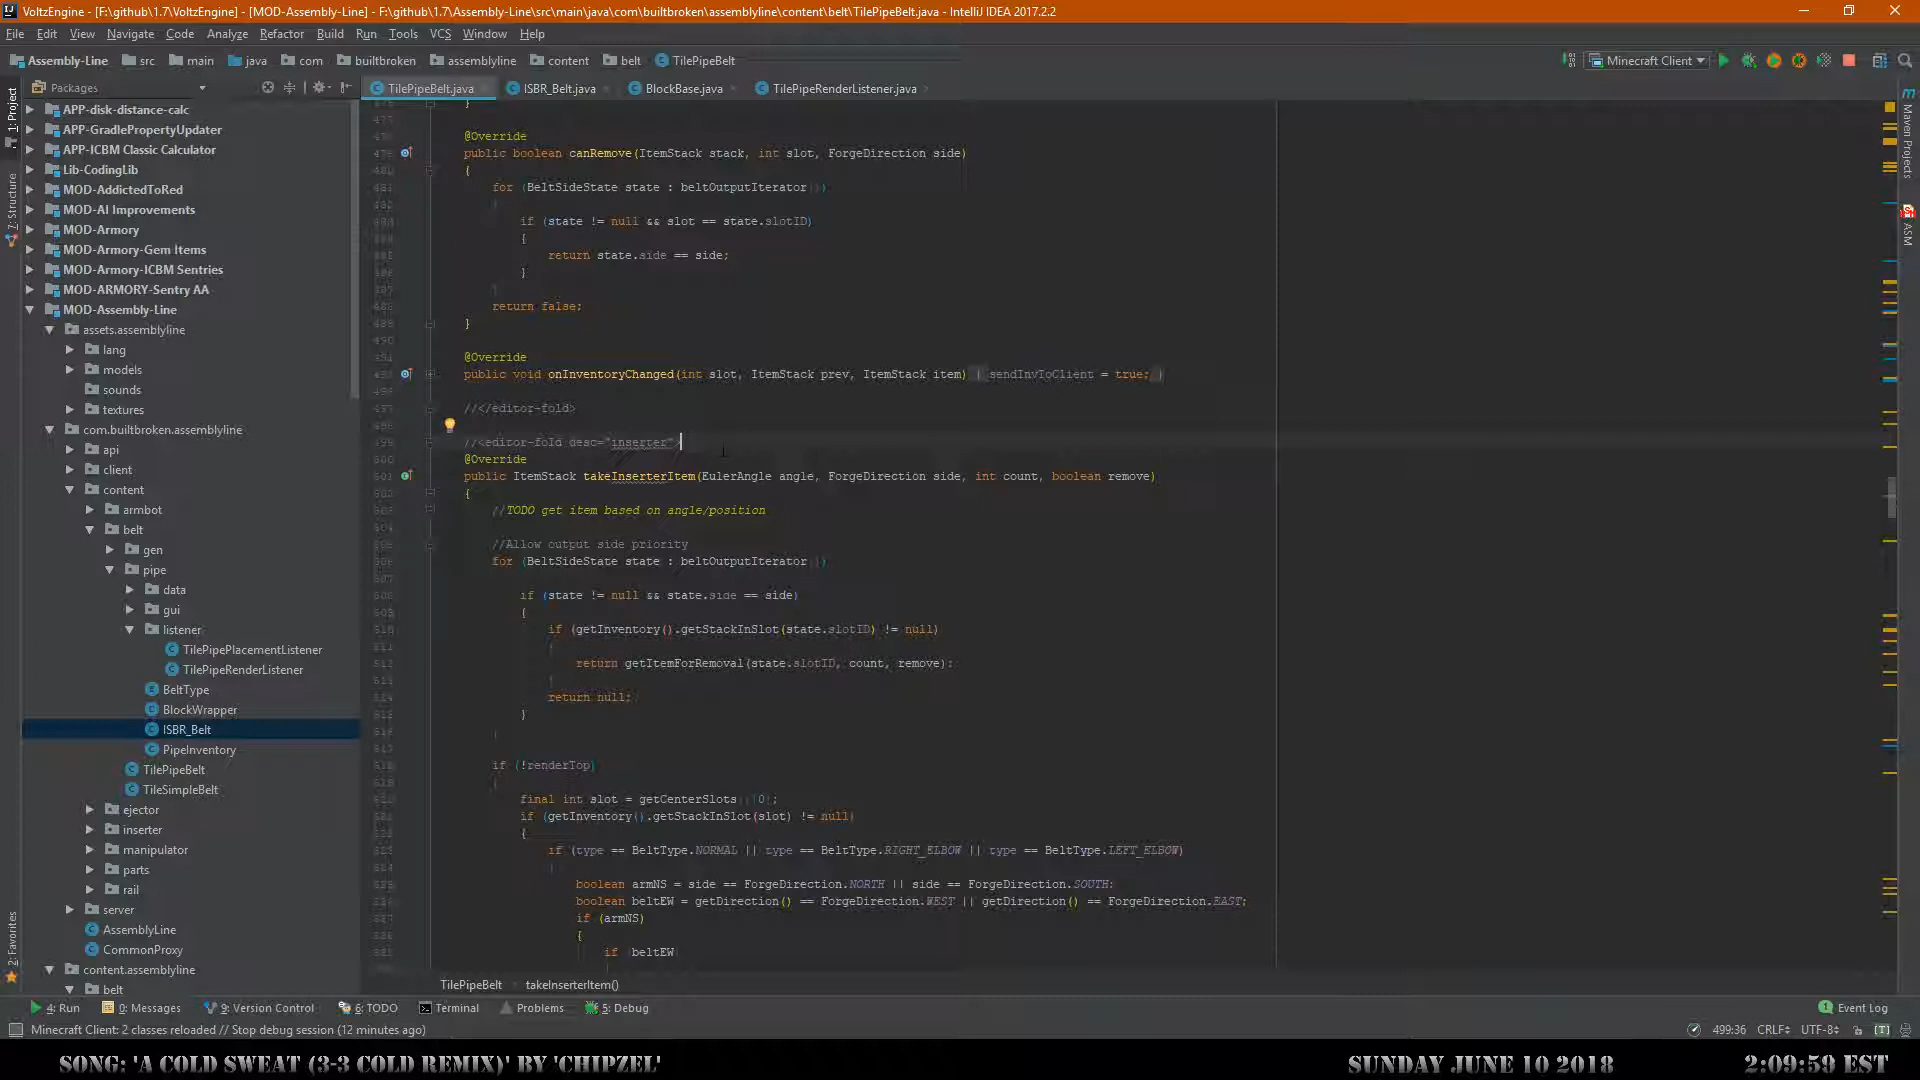 VoltzEngine - [F:\github\1.7\VoltzEngine] - [MOD-Assembly-Line] - F:\github\1.7\Assembly-Line\src\main\java\com\builtbroken\assemblyline\content\belt\TilePipeBelt.java - IntelliJ IDEA 2017.2.2
File Edit View Navigate Code Analyze Refactor Build Run Tools VCS Window Help
Assembly-Line src main java com builtbroken assemblyline content belt TilePipeBelt Minecraft Client
Packages
TilePipeBelt.java ISBR_Belt.java BlockBase.java TilePipeRenderListener.java
1: Project
7: Structure
2: Favorites
Maven Projects
ASM
APP-disk-distance-calc
APP-GradlePropertyUpdater
APP-ICBM Classic Calculator
Lib-CodingLib
MOD-AddictedToRed
MOD-AI Improvements
MOD-Armory
MOD-Armory-Gem Items
MOD-Armory-ICBM Sentries
MOD-ARMORY-Sentry AA
MOD-Assembly-Line
assets.assemblyline
lang
models
sounds
textures
com.builtbroken.assemblyline
api
client
content
armbot
belt
gen
pipe
data
gui
listener
TilePipePlacementListener
TilePipeRenderListener
BeltType
BlockWrapper
ISBR_Belt
PipeInventory
TilePipeBelt
TileSimpleBelt
ejector
inserter
manipulator
parts
rail
server
AssemblyLine
CommonProxy
content.assemblyline
belt
}
@Override
public boolean canRemove(ItemStack stack, int slot, ForgeDirection side)
{
for (BeltSideState state : beltOutputIterator())
if (state != null && slot == state.slotID)
{
return state.side == side;
}
return false;
}
@Override
public void onInventoryChanged(int slot, ItemStack prev, ItemStack item) { sendInvToClient = true; }
//</editor-fold>
//<editor-fold desc="inserter">
@Override
public ItemStack takeInserterItem(EulerAngle angle, ForgeDirection side, int count, boolean remove)
{
//TODO get item based on angle/position
//Allow output side priority
for (BeltSideState state : beltOutputIterator())
if (state != null && state.side == side)
{
if (getInventory().getStackInSlot(state.slotID) != null)
return getItemForRemoval(state.slotID, count, remove);
return null;
}
if (!renderTop)
final int slot = getCenterSlots()[0];
if (getInventory().getStackInSlot(slot) != null)
{
if (type == BeltType.NORMAL || type == BeltType.RIGHT_ELBOW || type == BeltType.LEFT_ELBOW)
boolean armNS = side == ForgeDirection.NORTH || side == ForgeDirection.SOUTH;
boolean beltEW = getDirection() == ForgeDirection.WEST || getDirection() == ForgeDirection.EAST;
if (armNS)
{
if (beltEW)
TilePipeBelt takeInserterItem()
4: Run 0: Messages 9: Version Control 6: TODO Terminal Problems 5: Debug Event Log
Minecraft Client: 2 classes reloaded // Stop debug session (12 minutes ago) 499:36 CRLF UTF-8 [T]
SONG: 'A COLD SWEAT (3-3 COLD REMIX)' BY 'CHIPZEL' SUNDAY JUNE 10 2018 2:09:59 EST